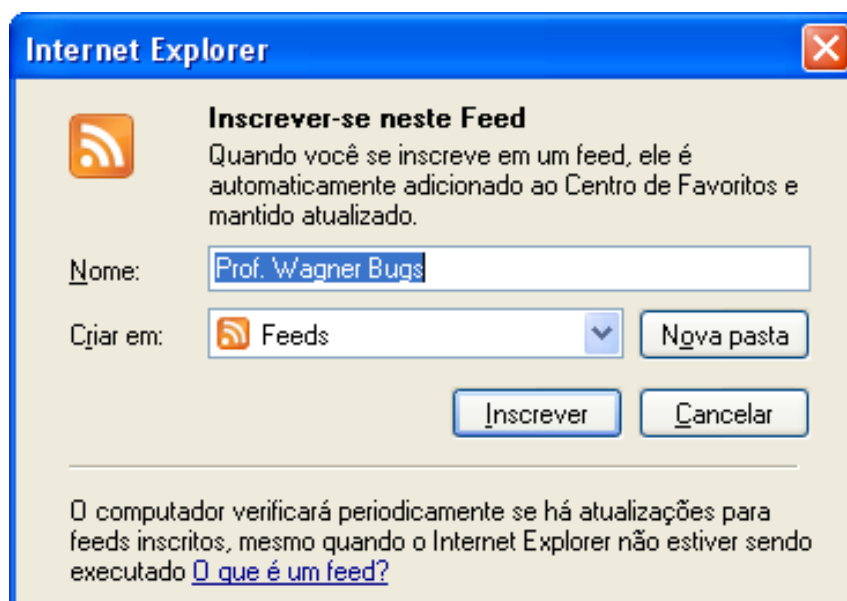 Internet Explorer
Inscrever-se neste Feed
Quando você se inscreve em um feed, ele é
automaticamente adicionado ao Centro de Favoritos e
mantido atualizado.
Nome: Prof. Wagner Bugs
Criar em: Feeds Nova pasta
Inscrever Cancelar
O computador verificará periodicamente se há atualizações para
feeds inscritos, mesmo quando o Internet Explorer não estiver sendo
executado O que é um feed?